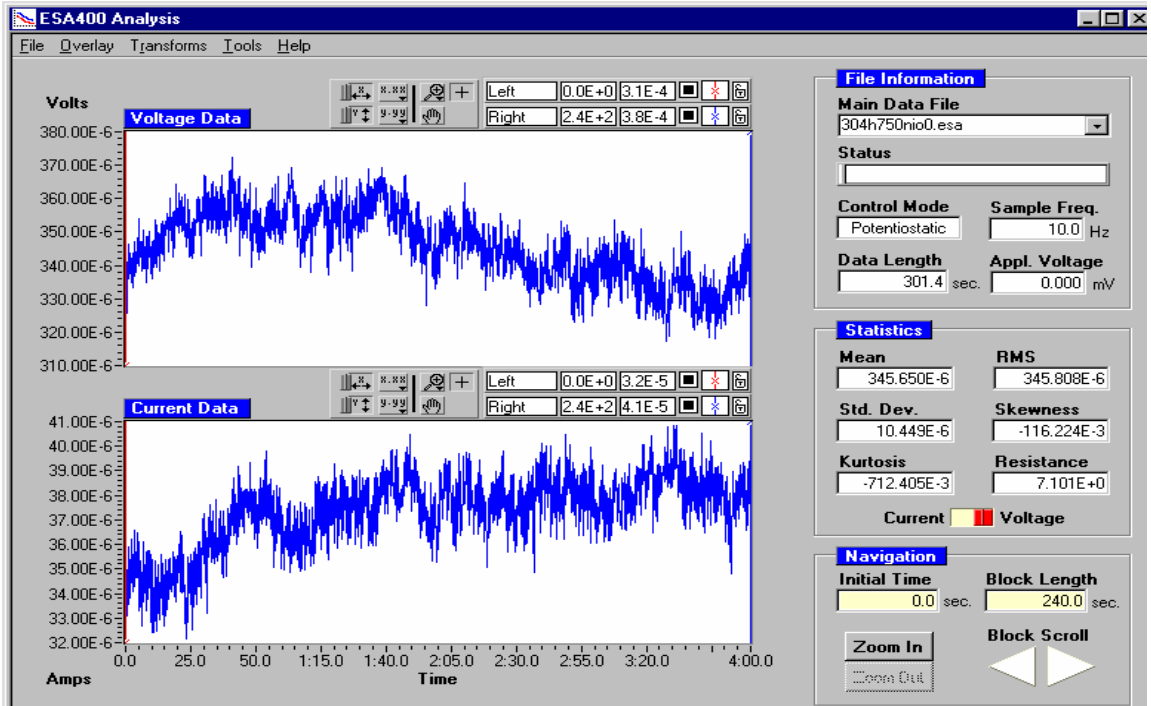 ESA400 Analysis
File Overlay Transforms Tools Help
Volts
Voltage Data
x.xx
y.yy
Left 0.0E+0 3.1E-4
Right 2.4E+2 3.8E-4
380.00E-6
370.00E-6
360.00E-6
350.00E-6
340.00E-6
330.00E-6
320.00E-6
310.00E-6
Current Data
x.xx
y.yy
Left 0.0E+0 3.2E-5
Right 2.4E+2 4.1E-5
41.00E-6
40.00E-6
39.00E-6
38.00E-6
37.00E-6
36.00E-6
35.00E-6
34.00E-6
33.00E-6
32.00E-6
0.0 25.0 50.0 1:15.0 1:40.0 2:05.0 2:30.0 2:55.0 3:20.0 4:00.0
Amps Time
File Information
Main Data File
304h750nio0.esa
Status
Control Mode Sample Freq.
Potentiostatic 10.0 Hz
Data Length Appl. Voltage
301.4 sec. 0.000 mV
Statistics
Mean RMS
345.650E-6 345.808E-6
Std. Dev. Skewness
10.449E-6 -116.224E-3
Kurtosis Resistance
-712.405E-3 7.101E+0
Current Voltage
Navigation
Initial Time Block Length
0.0 sec. 240.0 sec.
Zoom In Block Scroll
Zoom Out